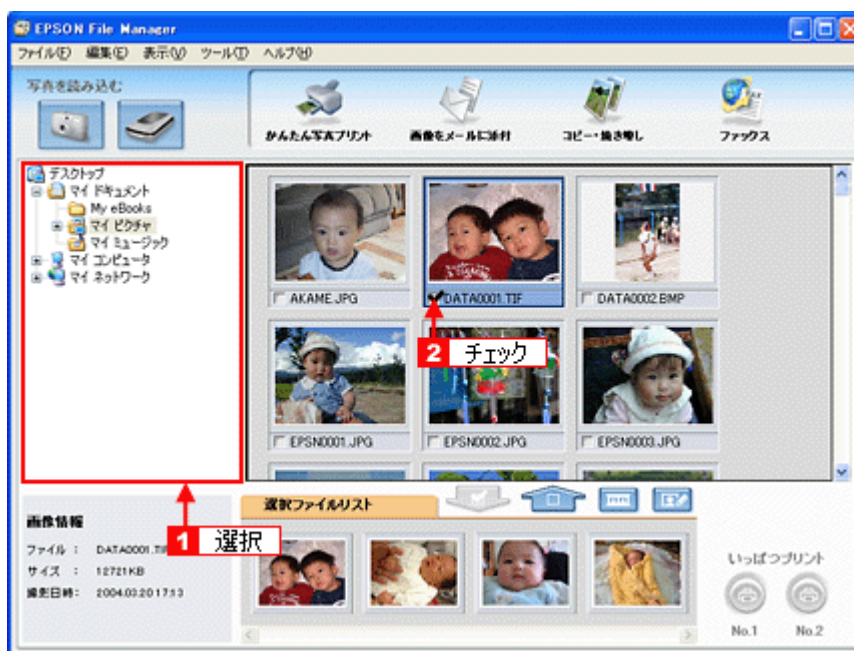 EPSON File Manager
ファイル(F) 編集(E) 表示(V) ツール(T) ヘルプ(H)
写真を読み込む
かんたん写真プリント 画像をメールに添付 コピー・焼き増し ファックス
デスクトップ
マイ ドキュメント
My eBooks
マイ ピクチャ
マイ ミュージック
マイ コンピュータ
マイ ネットワーク
AKAME.JPG DATA0001.TIF DATA0002.BMP
2 チェック
EPSN0001.JPG EPSN0002.JPG EPSN0003.JPG
選択ファイルリスト
1 選択
画像情報
ファイル : DATA0001.TIF
サイズ : 12721KB
撮影日時: 2004.03.20 17:13
いっぱつプリント
No.1 No.2